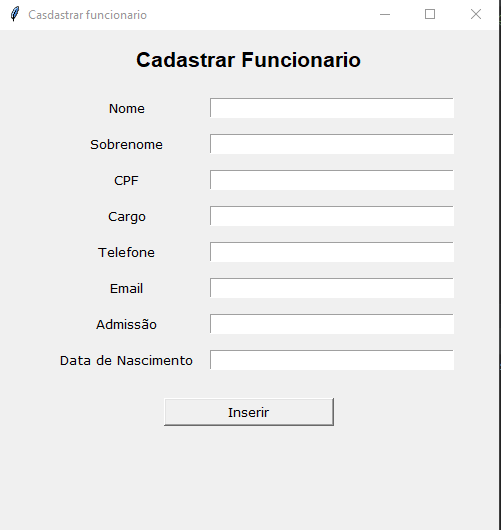 Casdastrar funcionario
Cadastrar Funcionario
Nome
Sobrenome
CPF
Cargo
Telefone
Email
Admissão
Data de Nascimento
Inserir